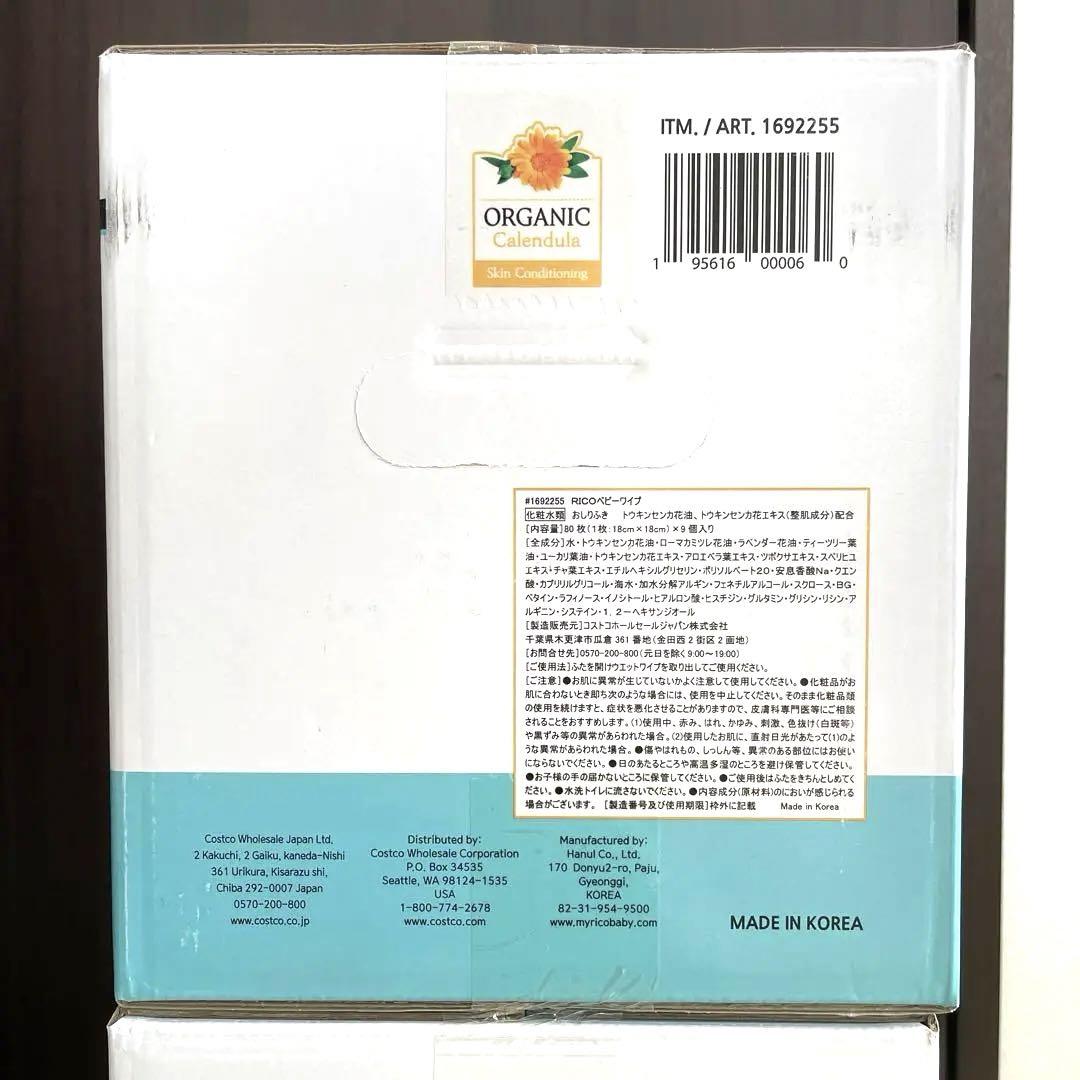 ORGANIC
Calendula
Skin Conditioning
ITM. / ART. 1692255
1 95616 00006 0
#1692255 RICOベビーワイプ
化粧水類 おしりふき トウキンセンカ花油、トウキンセンカ花エキス(整肌成分)配合
[内容量]80枚(1枚:18cm×18cm)×9個入り
[全成分]水・トウキンセンカ花油・ローマカミツレ花油・ラベンダー花油・ティーツリー葉
油・ユーカリ葉油・トウキンセンカ花エキス・アロエベラ葉エキス・ツボクサエキス・スベリヒユ
エキス・チャ葉エキス・エチルヘキシルグリセリン・ポリソルベート20・安息香酸Na・クエン
酸・カプリリルグリコール・海水・加水分解アルギン・フェネチルアルコール・スクロース・BG・
ベタイン・ラフィノース・イノシトール・ヒアルロン酸・ヒスチジン・グルタミン・グリシン・リシン・ア
ルギニン・システイン・1,2-ヘキサンジオール
[製造販売元]コストコホールセールジャパン株式会社
千葉県木更津市瓜倉361番地(金田西2街区2画地)
[お問合せ先]0570-200-800(元日を除く9:00〜19:00)
[ご使用法]ふたを開けウエットワイプを取り出してご使用ください。
[ご注意]●お肌に異常が生じていないかよく注意して使用してください。●化粧品がお
肌に合わないとき即ち次のような場合には、使用を中止してください。そのまま化粧品類
の使用を続けますと、症状を悪化させることがありますので、皮膚科専門医等にご相談
されることをおすすめします。(1)使用中、赤み、はれ、かゆみ、刺激、色抜け(白斑等)
や黒ずみ等の異常があらわれた場合。(2)使用したお肌に、直射日光があたって(1)のよ
うな異常があらわれた場合。●傷やはれもの、しっしん等、異常のある部位にはお使い
にならないでください。●日のあたるところや高温多湿のところを避け保管してください。
●お子様の手の届かないところに保管してください。●ご使用後はふたをきちんとしめてく
ださい。●水洗トイレに流さないでください。●内容成分(原材料)のにおいが感じられる
場合がございます。[製造番号及び使用期限]枠外に記載 Made in Korea
Costco Wholesale Japan Ltd.
2 Kakuchi, 2 Gaiku, kaneda-Nishi
361 Urikura, Kisarazu shi,
Chiba 292-0007 Japan
0570-200-800
www.costco.co.jp
Distributed by:
Costco Wholesale Corporation
P.O. Box 34535
Seattle, WA 98124-1535
USA
1-800-774-2678
www.costco.com
Manufactured by:
Hanul Co., Ltd.
170 Donyu2-ro, Paju,
Gyeonggi,
KOREA
82-31-954-9500
www.myricobaby.com
MADE IN KOREA